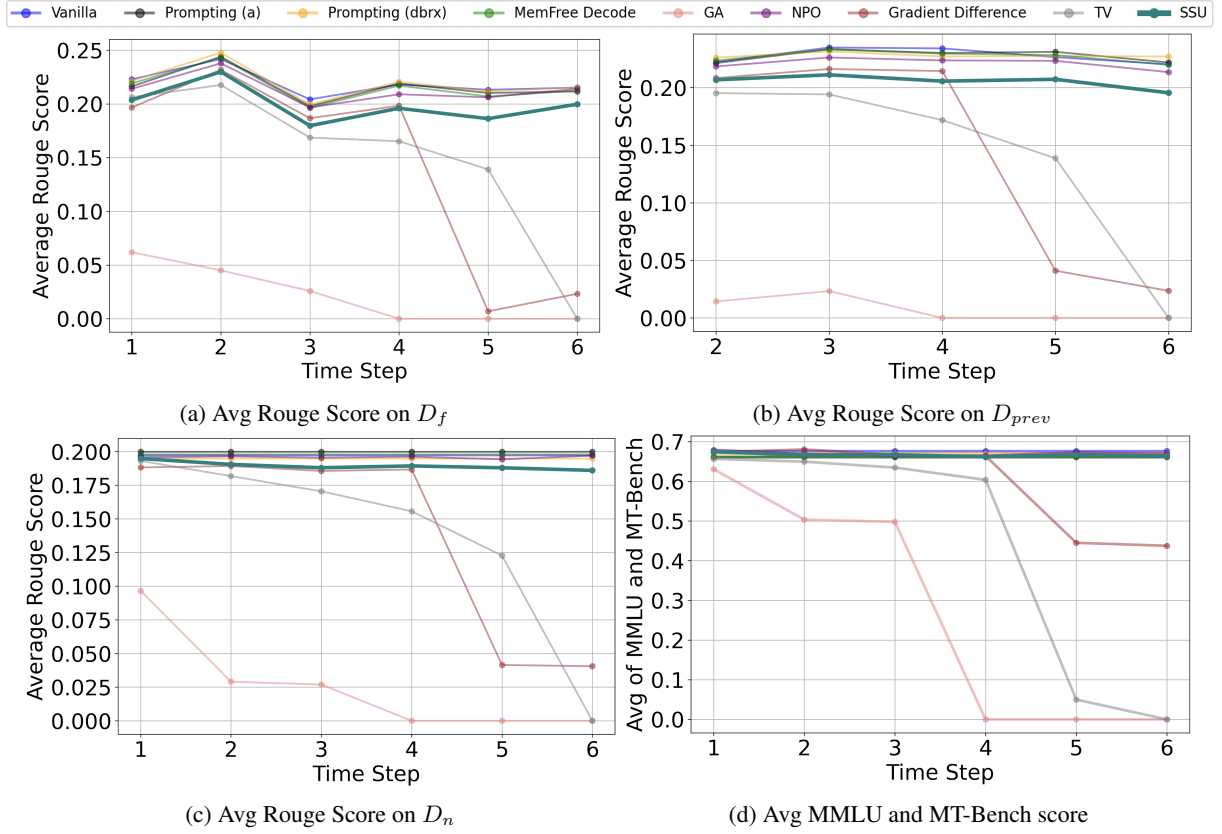 Vanilla Prompting (a) Prompting (dbrx) MemFree Decode GA NPO Gradient Difference TV SSU
Average Rouge Score
0.25
0.20
0.15
0.10
0.05
0.00
1 2 3 4 5 6
Time Step
(a) Avg Rouge Score on D_f
Average Rouge Score
0.20
0.15
0.10
0.05
0.00
2 3 4 5 6
Time Step
(b) Avg Rouge Score on D_prev
Average Rouge Score
0.200
0.175
0.150
0.125
0.100
0.075
0.050
0.025
0.000
1 2 3 4 5 6
Time Step
(c) Avg Rouge Score on D_n
Avg of MMLU and MT-Bench
0.7
0.6
0.5
0.4
0.3
0.2
0.1
0.0
1 2 3 4 5 6
Time Step
(d) Avg MMLU and MT-Bench score